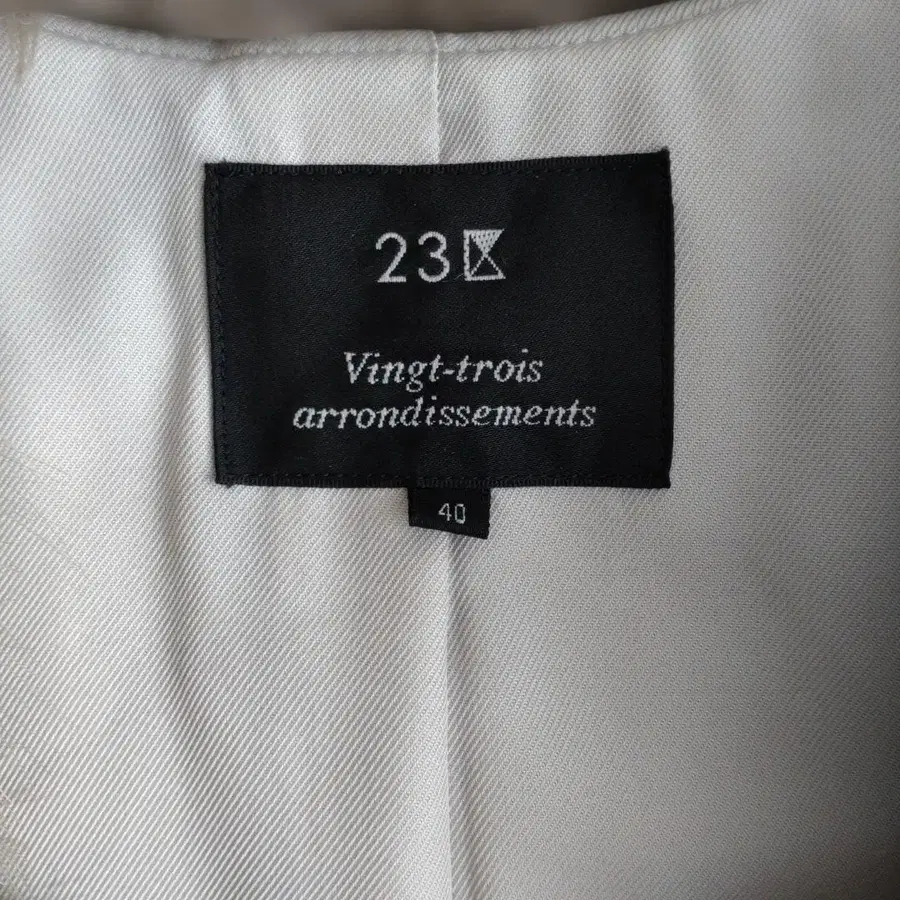 23区
Vingt-trois
arrondissements
40